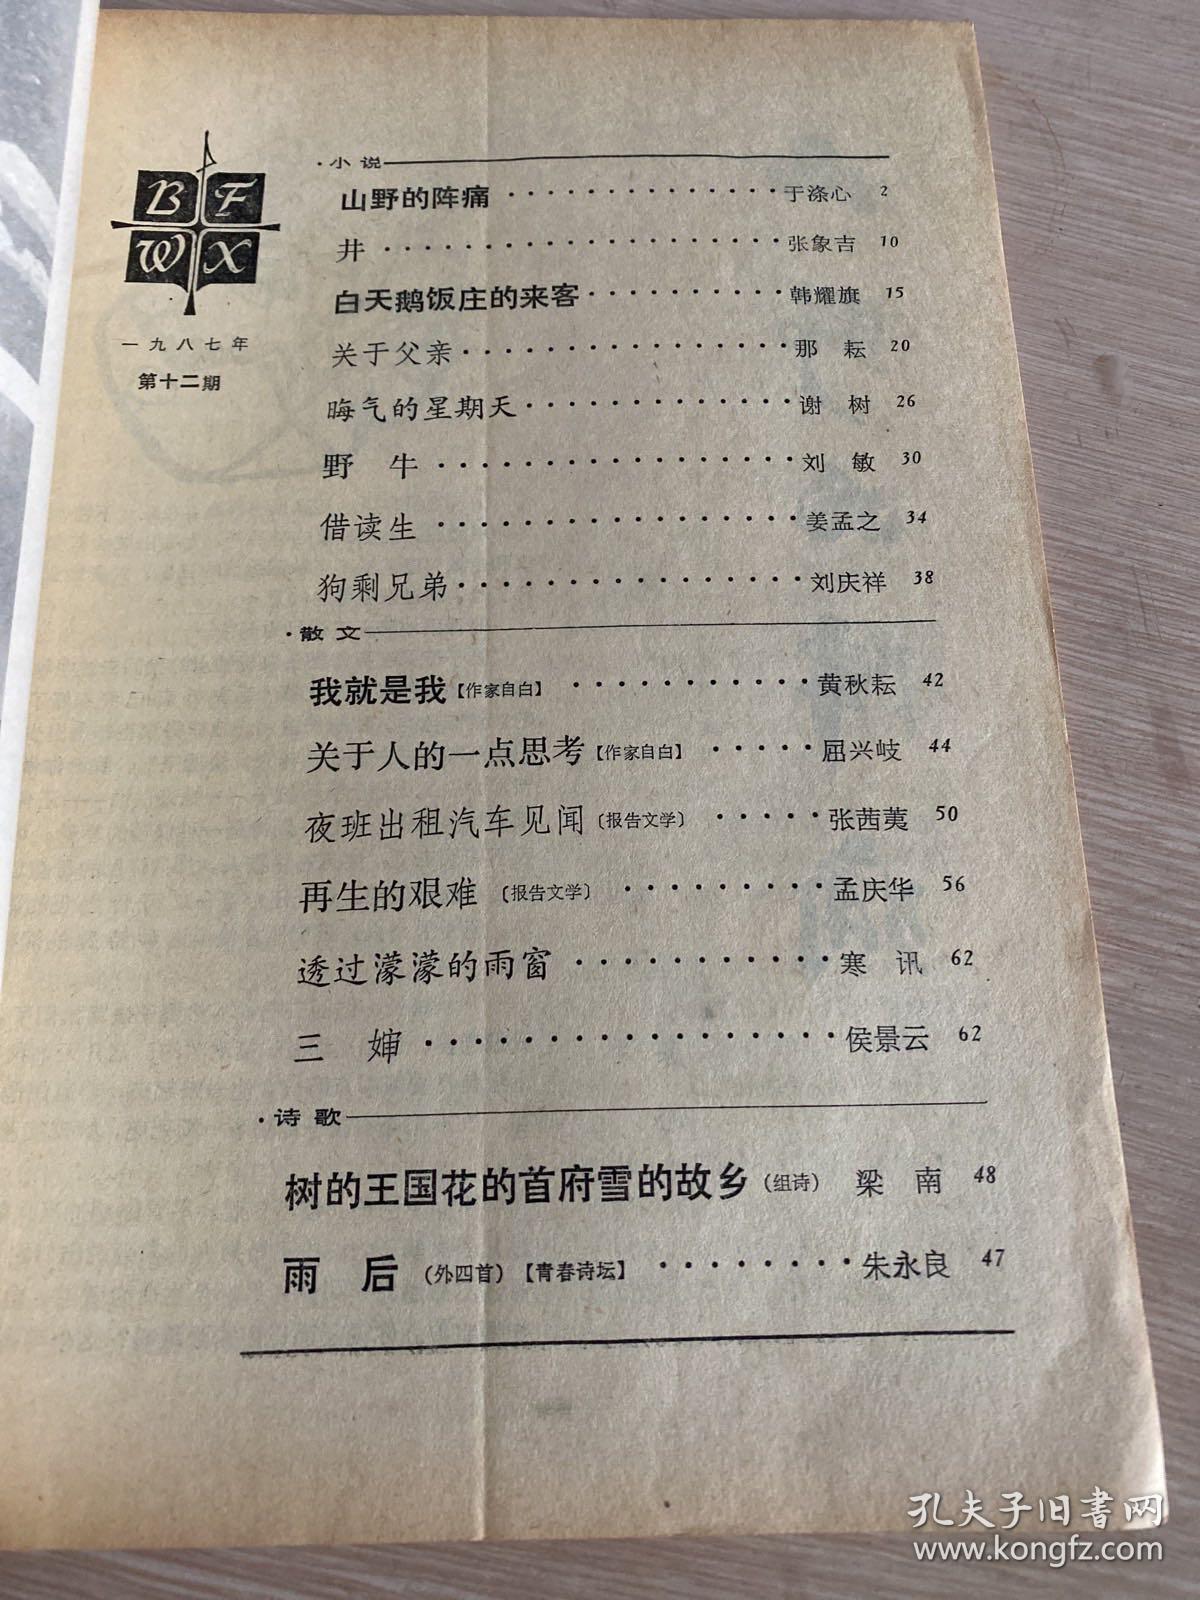 B F
W X
一九八七年
第十二期
·小说
山野的阵痛 ·············· 于涤心 2
井 ···················· 张象吉 10
白天鹅饭庄的来客 ·········· 韩耀旗 15
关于父亲 ················· 那 耘 20
晦气的星期天 ·············· 谢 树 26
野 牛 ·················· 刘 敏 30
借读生 ·················· 姜孟之 34
狗剩兄弟 ················· 刘庆祥 38
·散文
我就是我【作家自白】 ··········· 黄秋耘 42
关于人的一点思考【作家自白】 ····· 屈兴岐 44
夜班出租汽车见闻〔报告文学〕 ····· 张茜荑 50
再生的艰难〔报告文学〕 ········· 孟庆华 56
透过濛濛的雨窗 ··········· 寒 讯 62
三 婶 ················· 侯景云 62
·诗歌
树的王国花的首府雪的故乡(组诗) 梁 南 48
雨 后(外四首)【青春诗坛】 ········ 朱永良 47
孔夫子旧书网
www.kongfz.com